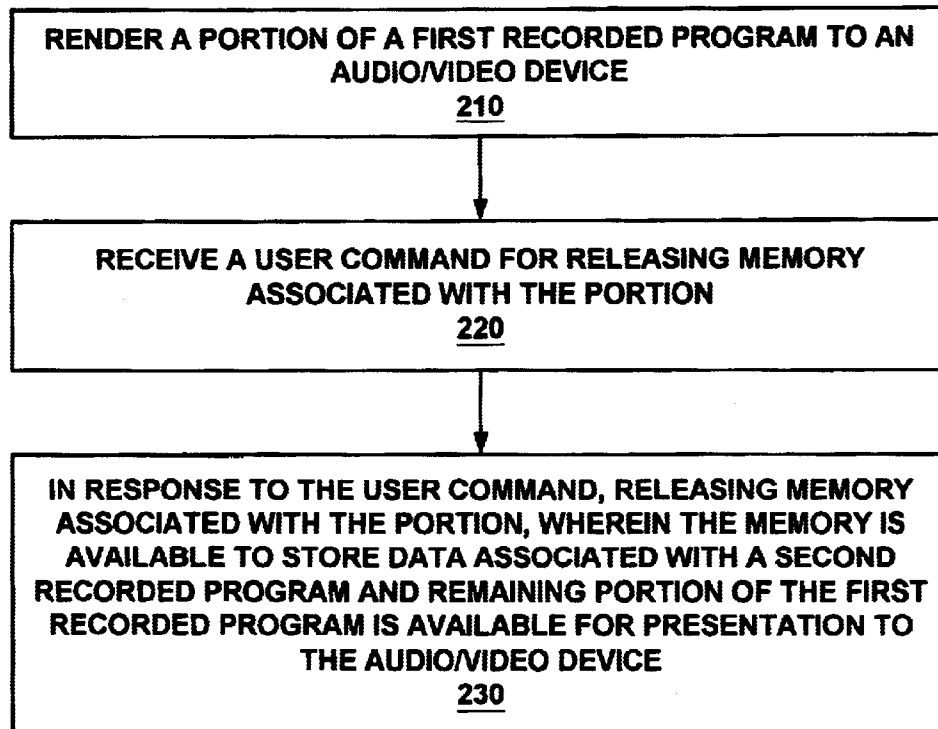 RENDER A PORTION OF A FIRST RECORDED PROGRAM TO AN
AUDIO/VIDEO DEVICE
210
RECEIVE A USER COMMAND FOR RELEASING MEMORY
ASSOCIATED WITH THE PORTION
220
IN RESPONSE TO THE USER COMMAND, RELEASING MEMORY
ASSOCIATED WITH THE PORTION, WHEREIN THE MEMORY IS
AVAILABLE TO STORE DATA ASSOCIATED WITH A SECOND
RECORDED PROGRAM AND REMAINING PORTION OF THE FIRST
RECORDED PROGRAM IS AVAILABLE FOR PRESENTATION TO
THE AUDIO/VIDEO DEVICE
230